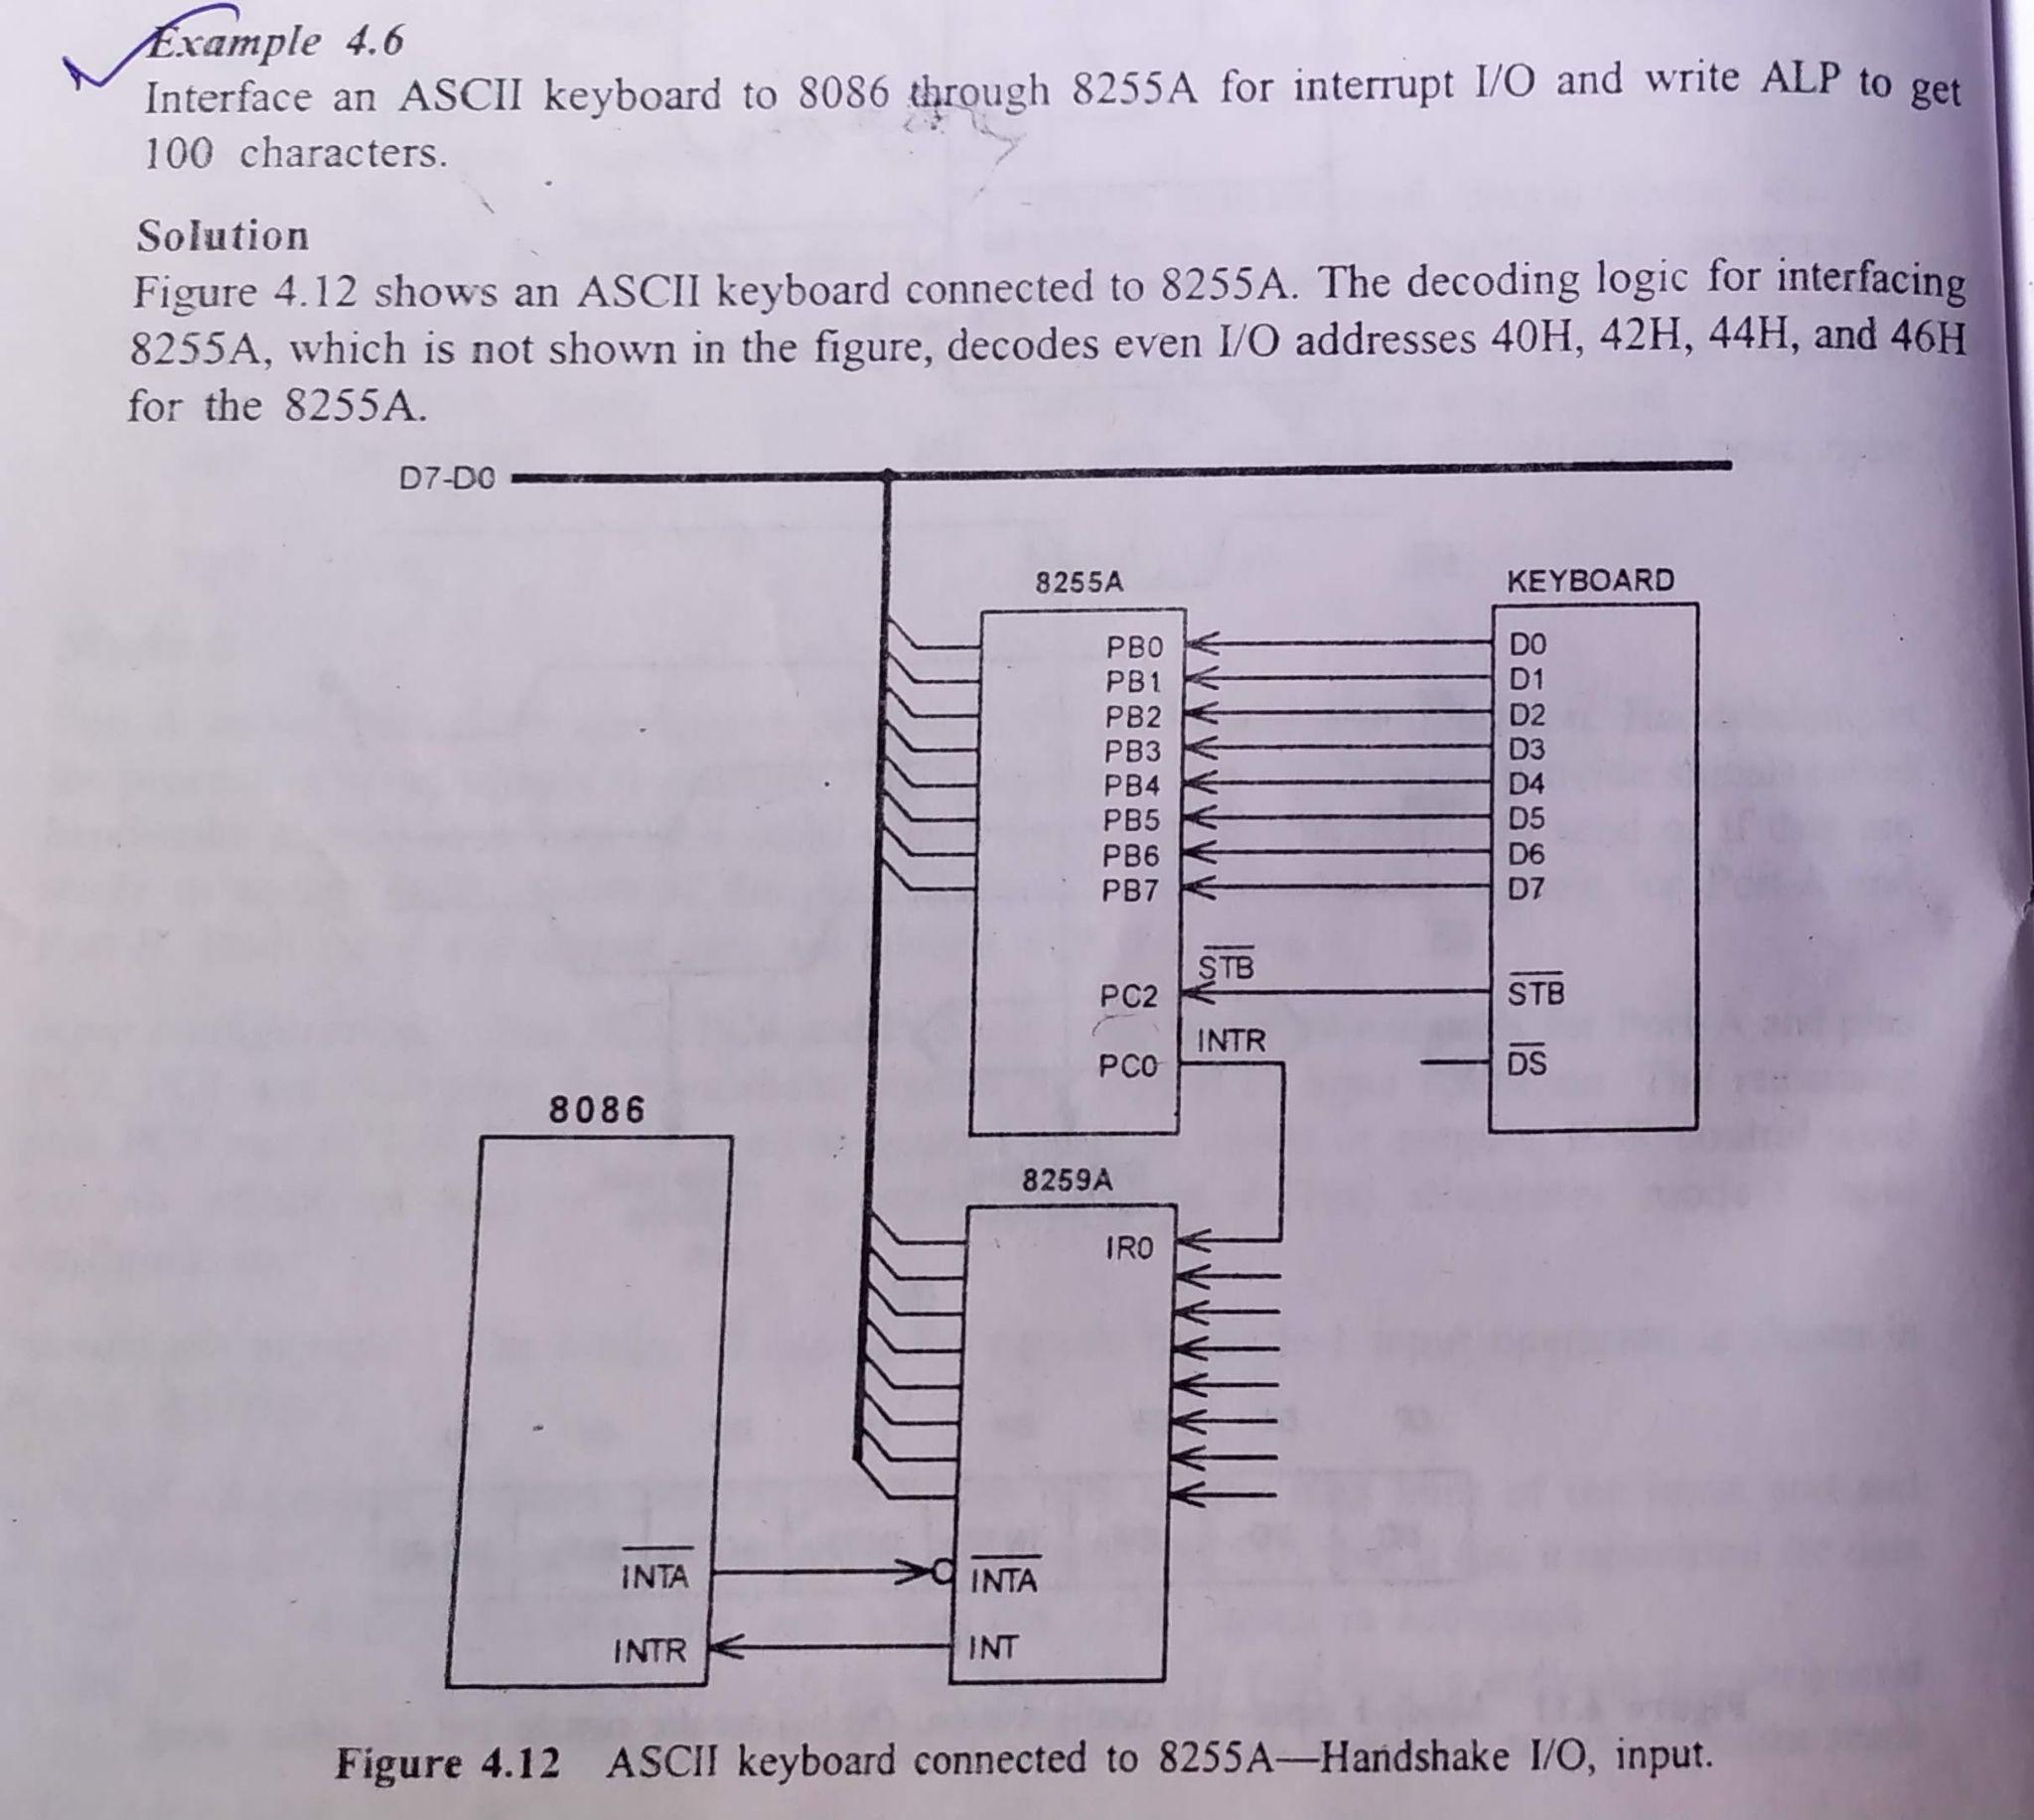 Example 4.6
Interface an ASCII keyboard to 8086 through 8255A for interrupt I/O and write ALP to get
100 characters.
Solution
Figure 4.12 shows an ASCII keyboard connected to 8255A. The decoding logic for interfacing
8255A, which is not shown in the figure, decodes even I/O addresses 40H, 42H, 44H, and 46H
for the 8255A.
D7-D0
8255A
KEYBOARD
PB0
D0
PB1
D1
PB2
D2
PB3
D3
PB4
D4
PB5
D5
PB6
D6
PB7
D7
STB
PC2
STB
INTR
PC0
DS
8086
8259A
IR0
INTA
INTA
INTR
INT
Figure 4.12 ASCII keyboard connected to 8255A—Handshake I/O, input.